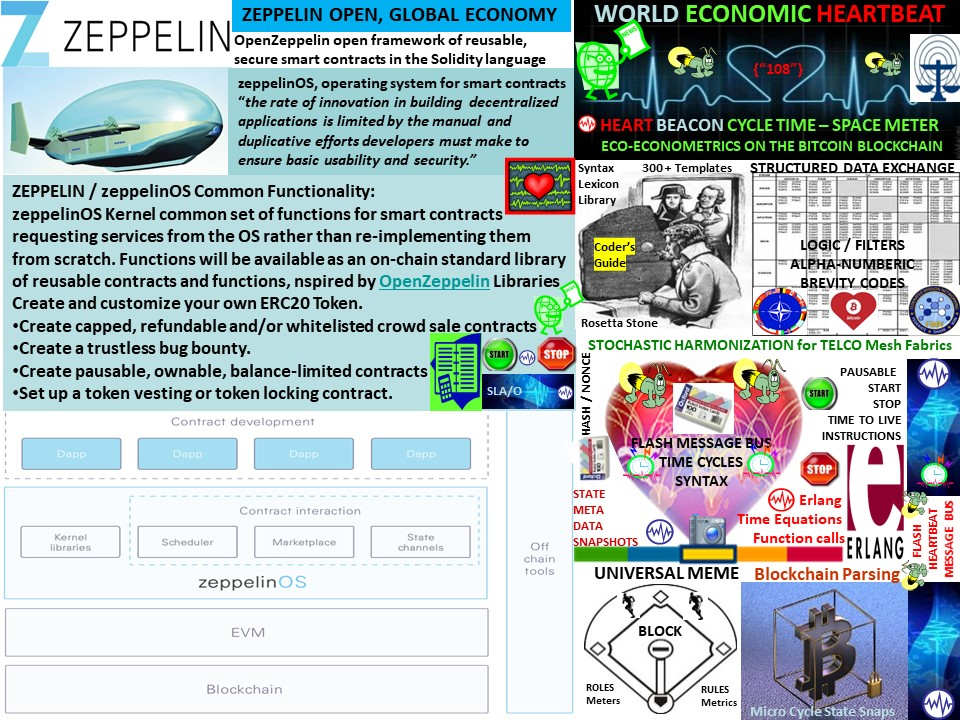 ZEPPELIN
ZEPPELIN OPEN, GLOBAL ECONOMY
OpenZeppelin open framework of reusable,
secure smart contracts in the Solidity language
zeppelinOS, operating system for smart contracts
“the rate of innovation in building decentralized
applications is limited by the manual and
duplicative efforts developers must make to
ensure basic usability and security.”
ZEPPELIN / zeppelinOS Common Functionality:
zeppelinOS Kernel common set of functions for smart contracts
requesting services from the OS rather than re-implementing them
from scratch. Functions will be available as an on-chain standard library
of reusable contracts and functions, nspired by OpenZeppelin Libraries
Create and customize your own ERC20 Token.
•Create capped, refundable and/or whitelisted crowd sale contracts
•Create a trustless bug bounty.
•Create pausable, ownable, balance-limited contracts
•Set up a token vesting or token locking contract.
START
STOP
SLA/O
Contract development
Dapp
Dapp
Dapp
Dapp
Contract interaction
Kernel
libraries
Scheduler
Marketplace
State
channels
zeppelinOS
Off
chain
tools
EVM
Blockchain
WORLD ECONOMIC HEARTBEAT
NEWS
{“108”}
HEART BEACON CYCLE TIME – SPACE METER
ECO-ECONOMETRICS ON THE BITCOIN BLOCKCHAIN
Syntax
Lexicon
Library
300+ Templates
Coder’s
Guide
Rosetta Stone
STRUCTURED DATA EXCHANGE
LOGIC / FILTERS
ALPHA-NUMBERIC
BREVITY CODES
Bitcoin
STOCHASTIC HARMONIZATION for TELCO Mesh Fabrics
HASH / NONCE
Oxford
100
FLASH MESSAGE BUS
TIME CYCLES
SYNTAX
STATE
META
DATA
SNAPSHOTS
PAUSABLE
START
STOP
TIME TO LIVE
INSTRUCTIONS
START
STOP
Erlang
Time Equations
Function calls
e
ERLANG
FLASH
HEARTBEAT
MESSAGE BUS
UNIVERSAL MEME
BLOCK
ROLES
Meters
RULES
Metrics
Blockchain Parsing
Micro Cycle State Snaps